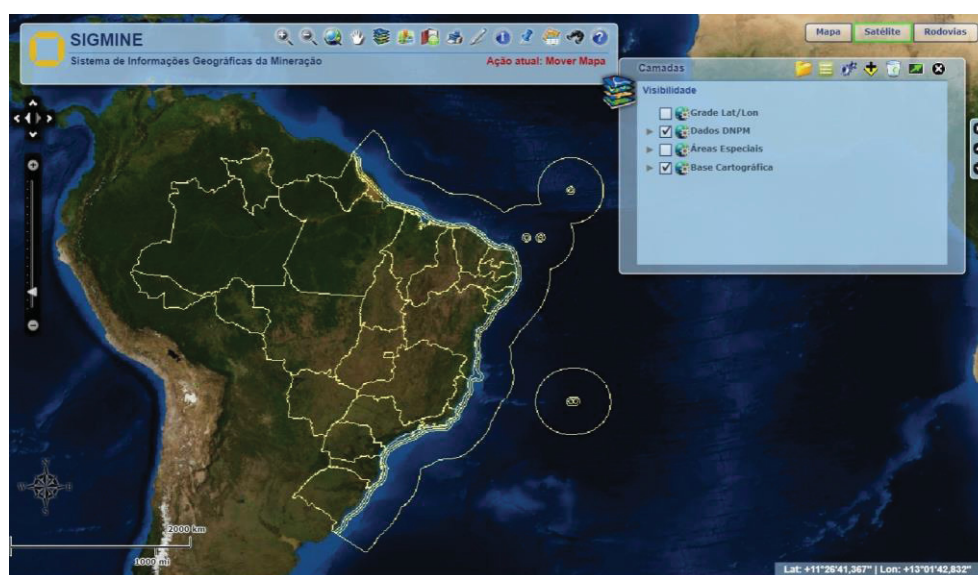 SIGMINE
Sistema de Informações Geográficas da Mineração
Ação atual: Mover Mapa
Mapa
Satélite
Rodovias
Camadas
Visibilidade
Grade Lat/Lon
Dados DNPM
Áreas Especiais
Base Cartográfica
2000 km
1000 mi
Lat: +11°26'41,367" | Lon: +13°01'42,832"